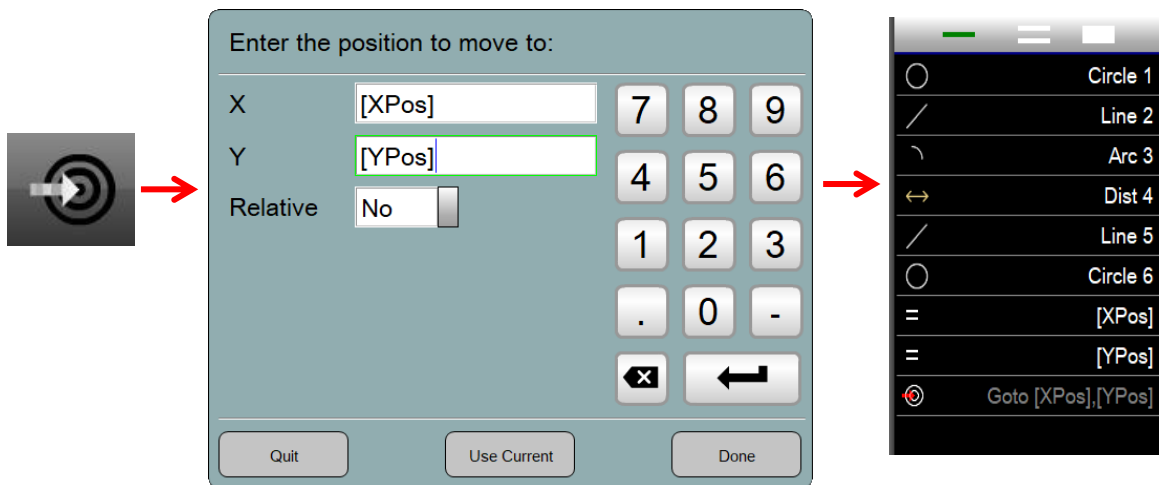 Enter the position to move to:
X [XPos]
Y [YPos]
Relative No
7 8 9
4 5 6
1 2 3
. 0 -
Quit Use Current Done
Circle 1
Line 2
Arc 3
Dist 4
Line 5
Circle 6
[XPos]
[YPos]
Goto [XPos],[YPos]